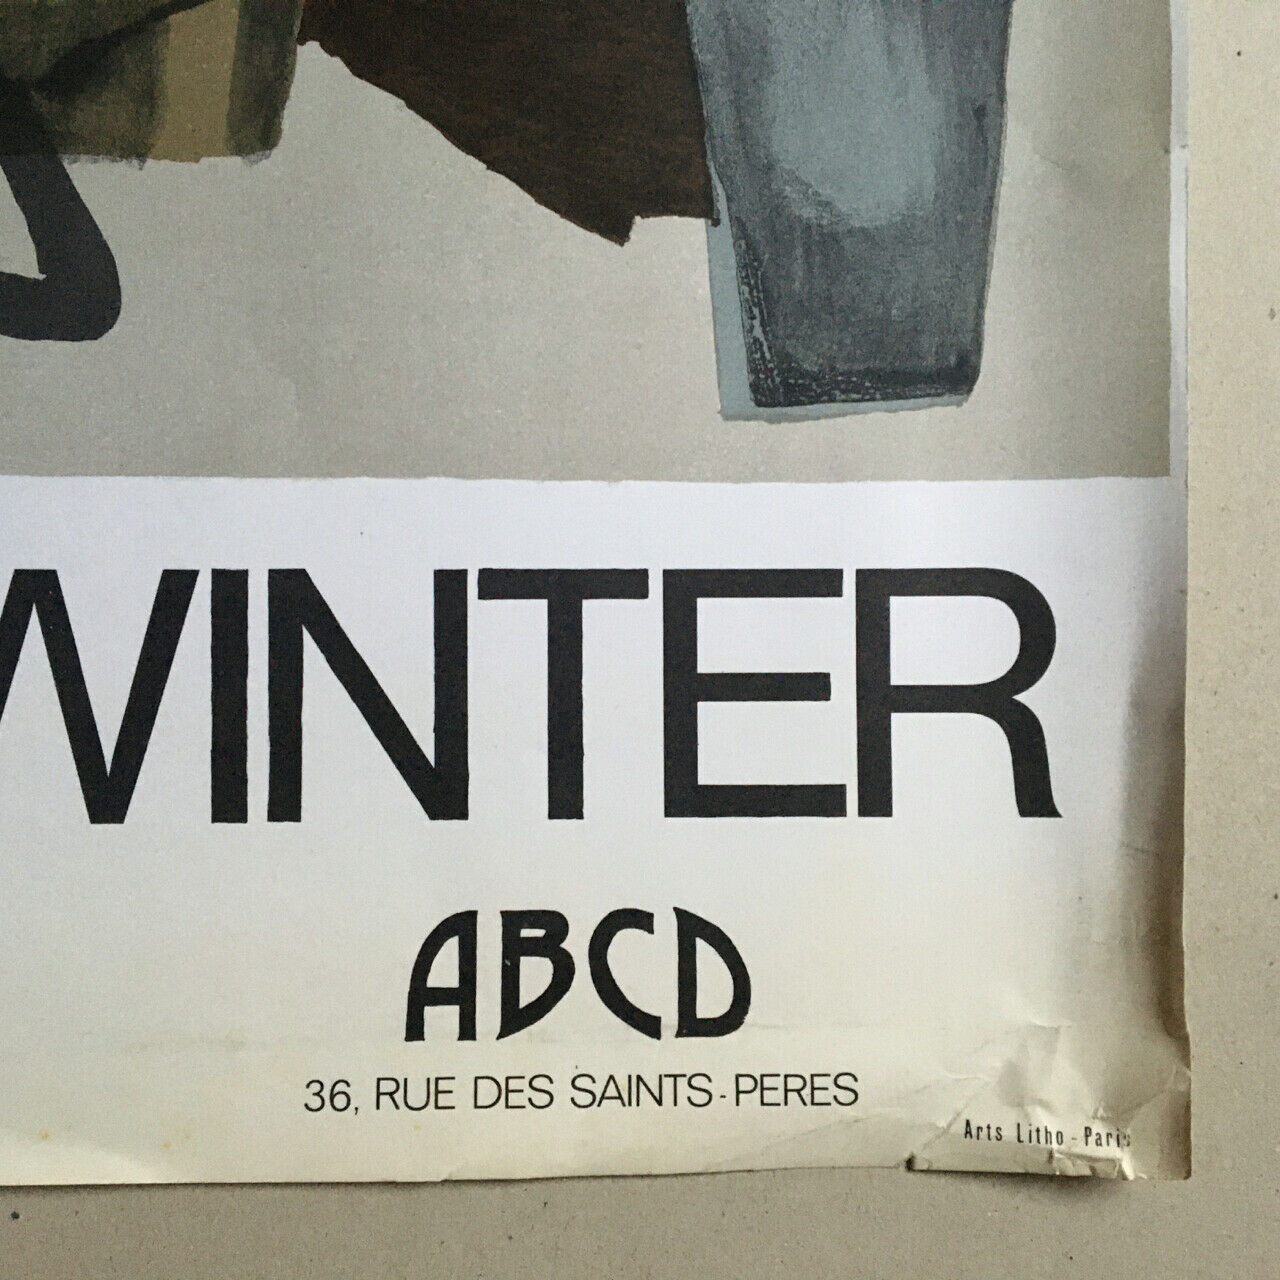 WINTER
ABCD
36, RUE DES SAINTS-PERES
Arts Litho - Paris